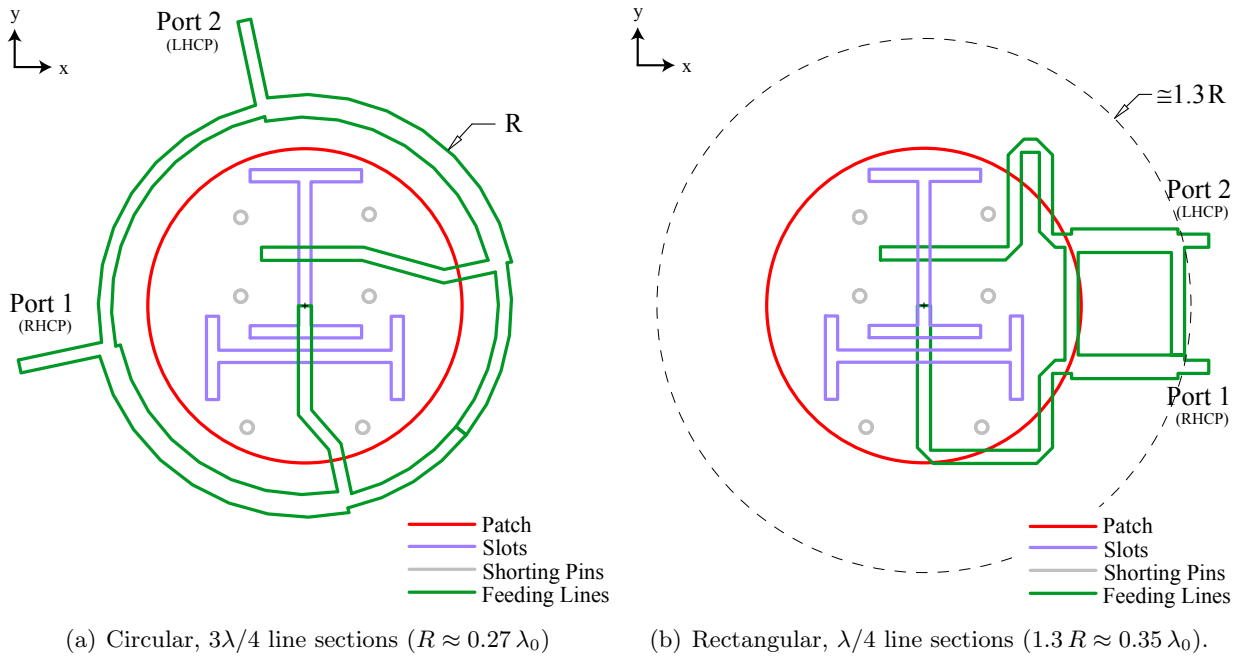 y
x
Port 2
(LHCP)
R
Port 1
(RHCP)
Patch
Slots
Shorting Pins
Feeding Lines
(a) Circular, 3λ/4 line sections (R ≈ 0.27 λ0)
y
x
≅1.3 R
Port 2
(LHCP)
Port 1
(RHCP)
Patch
Slots
Shorting Pins
Feeding Lines
(b) Rectangular, λ/4 line sections (1.3 R ≈ 0.35 λ0).